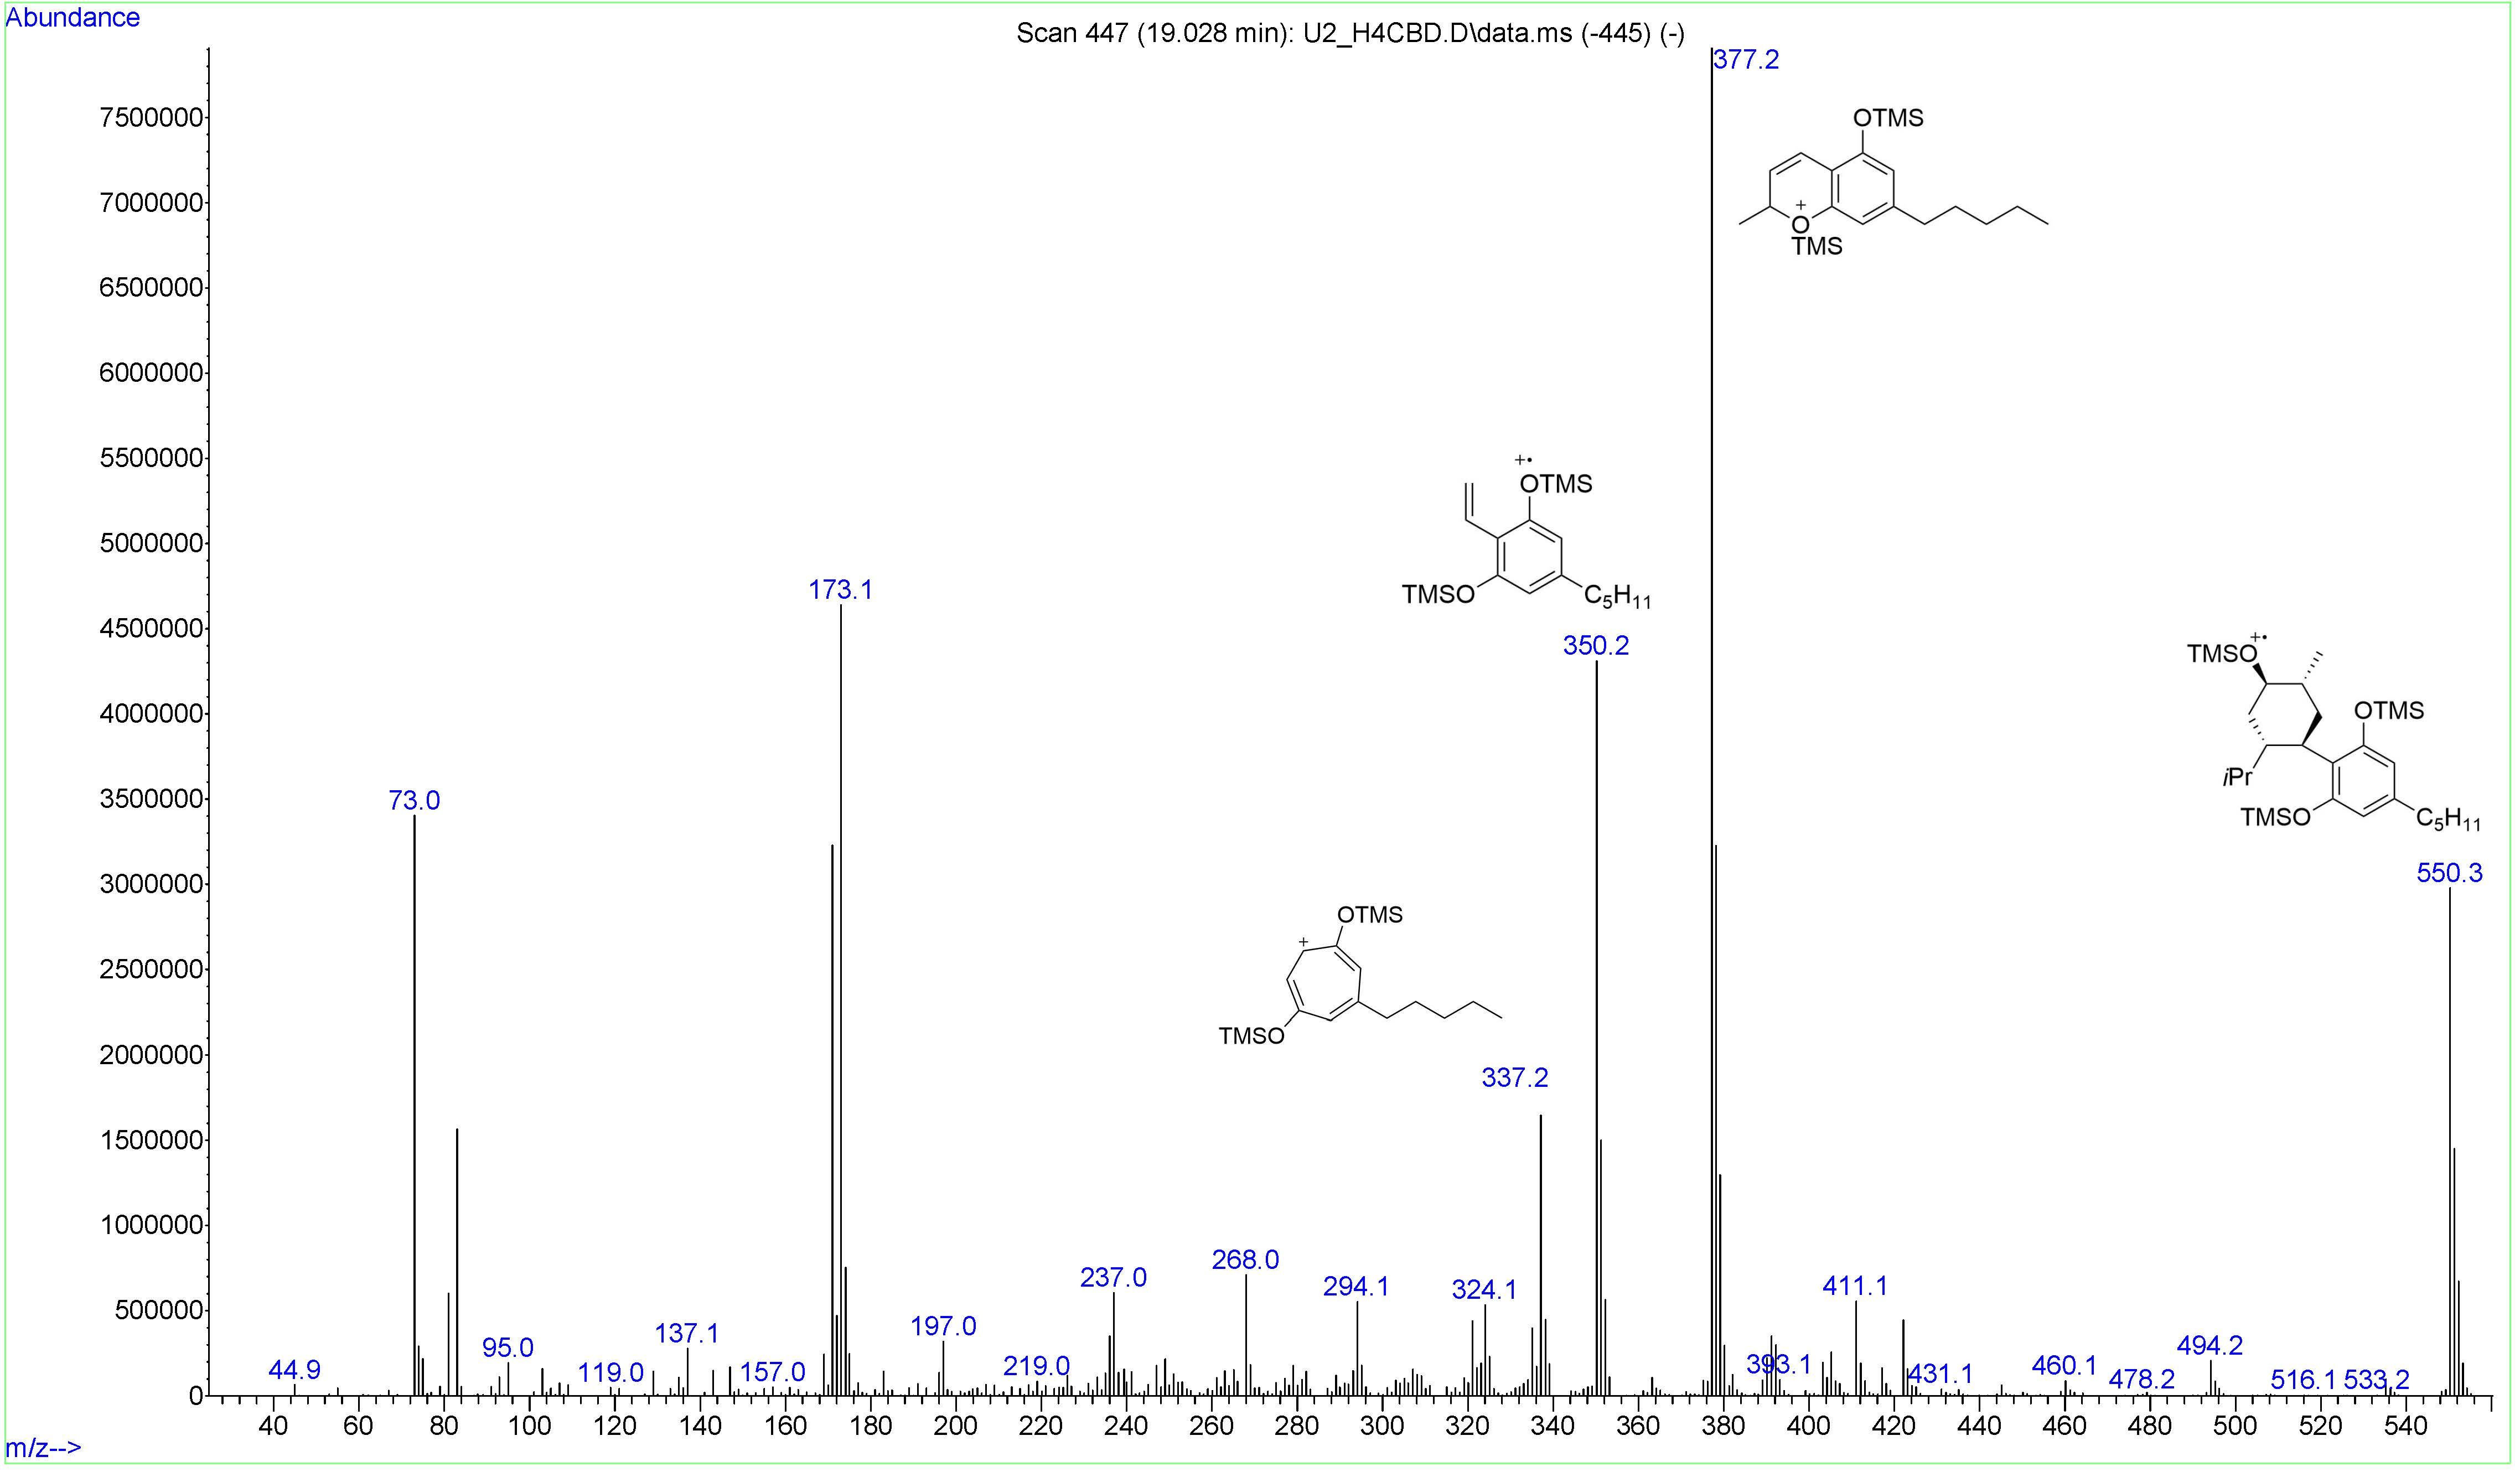 Abundance
Scan 447 (19.028 min): U2_H4CBD.D\data.ms (-445) (-)
377.2
7500000
OTMS
7000000
+
O
TMS
6500000
6000000
5500000
+•
OTMS
5000000
173.1
TMSO
C5H11
4500000
350.2
+•
TMSO
4000000
OTMS
iPr
73.0
3500000
TMSO
C5H11
550.3
3000000
OTMS
+
2500000
TMSO
2000000
337.2
1500000
1000000
268.0
237.0
500000
294.1
324.1
411.1
197.0
137.1
95.0
494.2
44.9
119.0
157.0
219.0
393.1
431.1
460.1
478.2
516.1
533.2
0
40 60 80 100 120 140 160 180 200 220 240 260 280 300 320 340 360 380 400 420 440 460 480 500 520 540
m/z-->